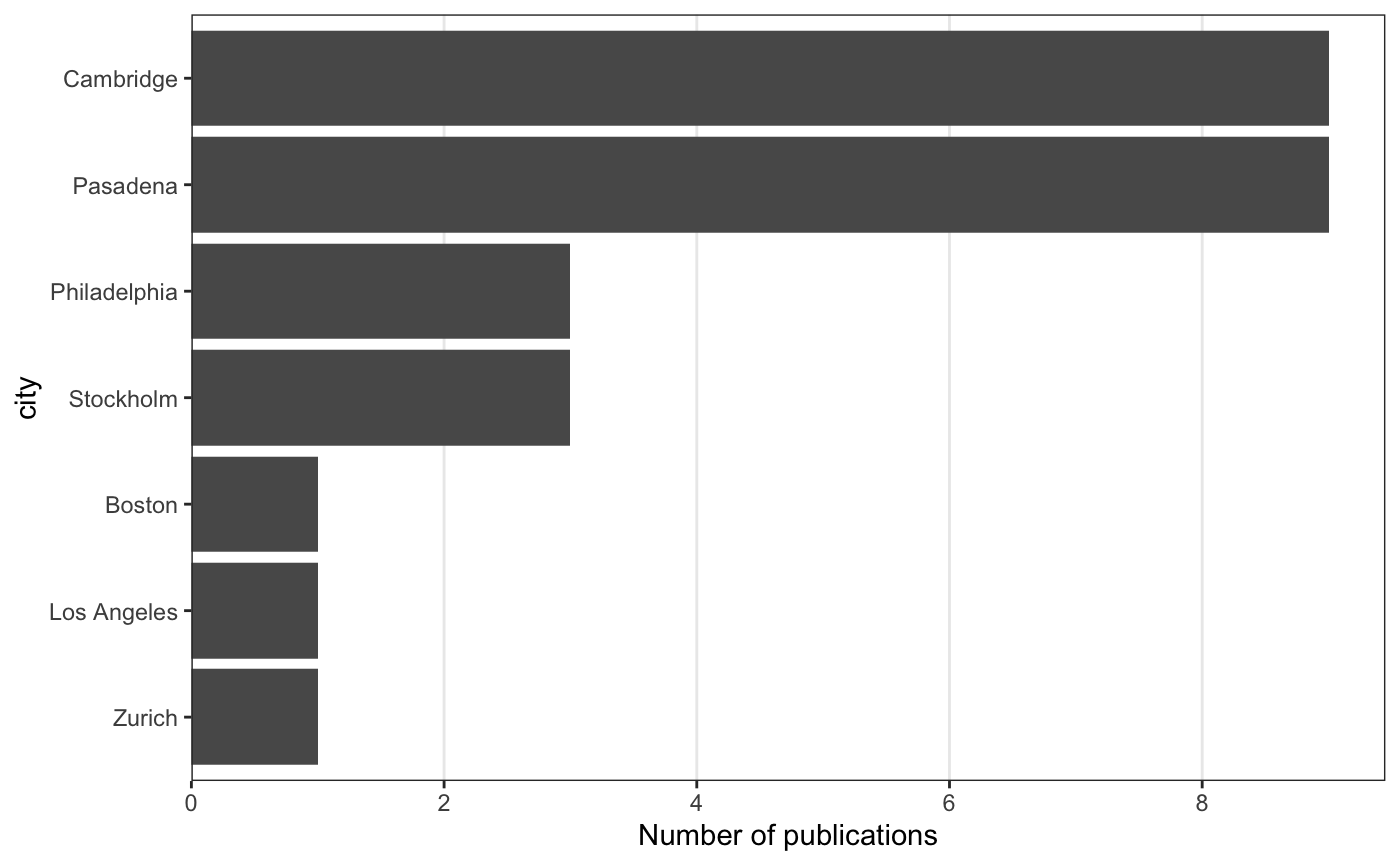 Cambridge
Pasadena
Philadelphia
Stockholm
Boston
Los Angeles
Zurich
city
0 2 4 6 8
Number of publications